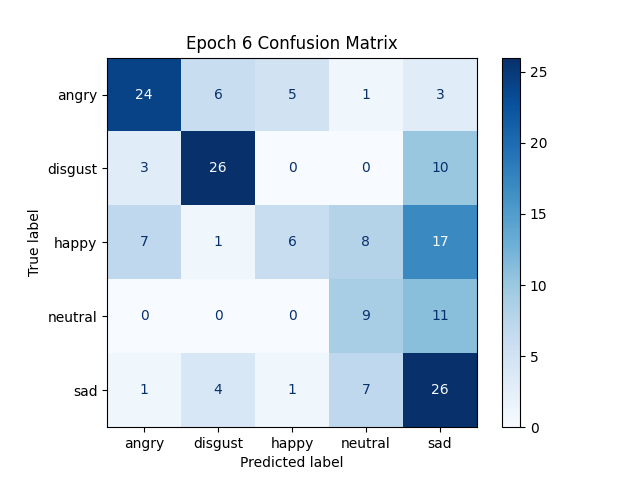 Epoch 6 Confusion Matrix
True label
angry 24 6 5 1 3
disgust 3 26 0 0 10
happy 7 1 6 8 17
neutral 0 0 0 9 11
sad 1 4 1 7 26
angry disgust happy neutral sad
Predicted label
25
20
15
10
5
0